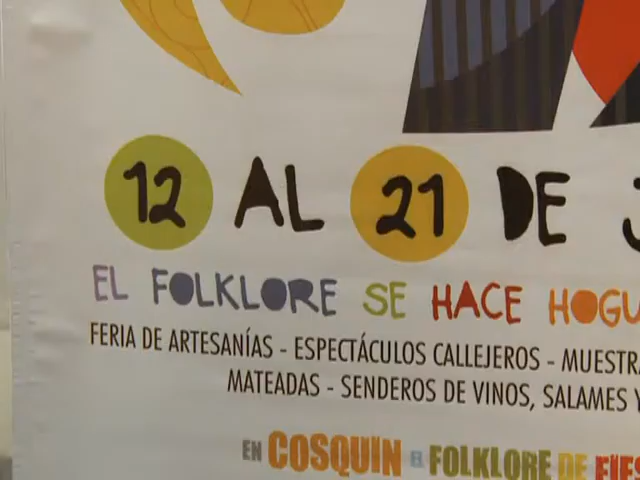 12 AL 21 DE
EL FOLKLORE SE HACE
FERIA DE ARTESANÍAS - ESPECTÁCULOS CALLEJEROS -
MATEADAS - SENDEROS DE VINOS, SALAMES Y
EN COSQUIN EL FOLKLORE DE